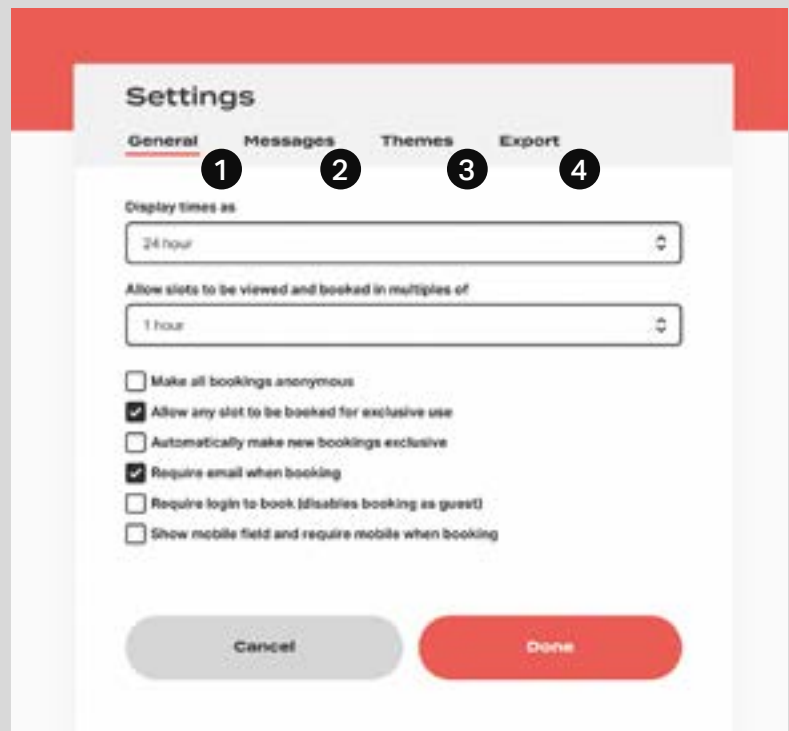 Settings
General Messages Themes Export
1 2 3 4
Display times as
24 hour
Allow slots to be viewed and booked in multiples of
1 hour
Make all bookings anonymous
Allow any slot to be booked for exclusive use
Automatically make new bookings exclusive
Require email when booking
Require login to book (disables booking as guest)
Show mobile field and require mobile when booking
Cancel Done